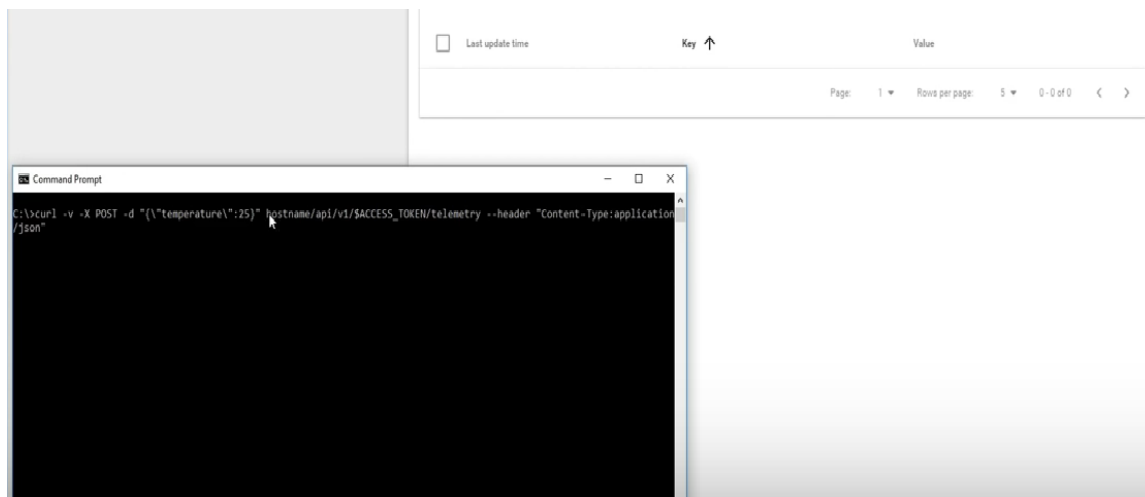 Last update time Key Value
Page: 1 Rows per page: 5 0 - 0 of 0
Command Prompt
C:\>curl -v -X POST -d "{\"temperature\":25}" hostname/api/v1/$ACCESS_TOKEN/telemetry --header "Content-Type:application
/json"